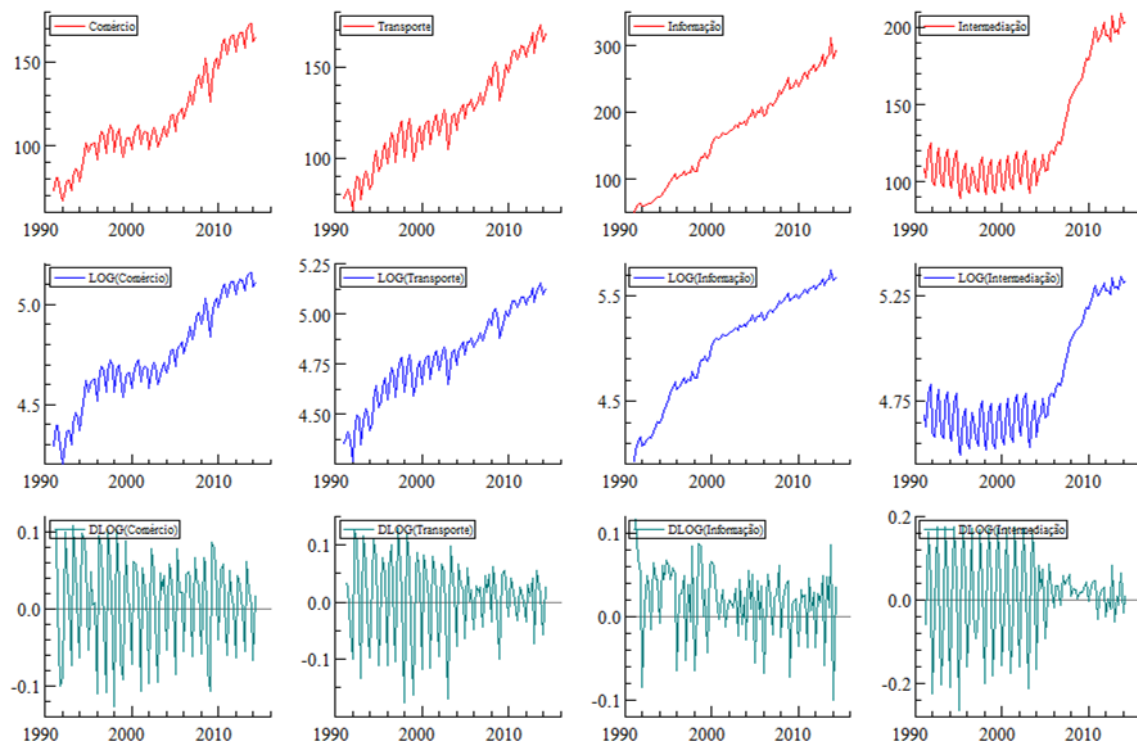 Comércio
150
100
1990 2000 2010
Transporte
150
100
1990 2000 2010
Informação
300
200
100
1990 2000 2010
Intermediação
200
150
100
1990 2000 2010
LOG(Comércio)
5.0
4.5
1990 2000 2010
LOG(Transporte)
5.25
5.00
4.75
4.50
1990 2000 2010
LOG(Informação)
5.5
4.5
1990 2000 2010
LOG(Intermediação)
5.25
4.75
1990 2000 2010
DLOG(Comércio)
0.1
0.0
-0.1
1990 2000 2010
DLOG(Transporte)
0.1
0.0
-0.1
1990 2000 2010
DLOG(Informação)
0.1
0.0
-0.1
1990 2000 2010
DLOG(Intermediação
0.2
0.0
-0.2
1990 2000 2010